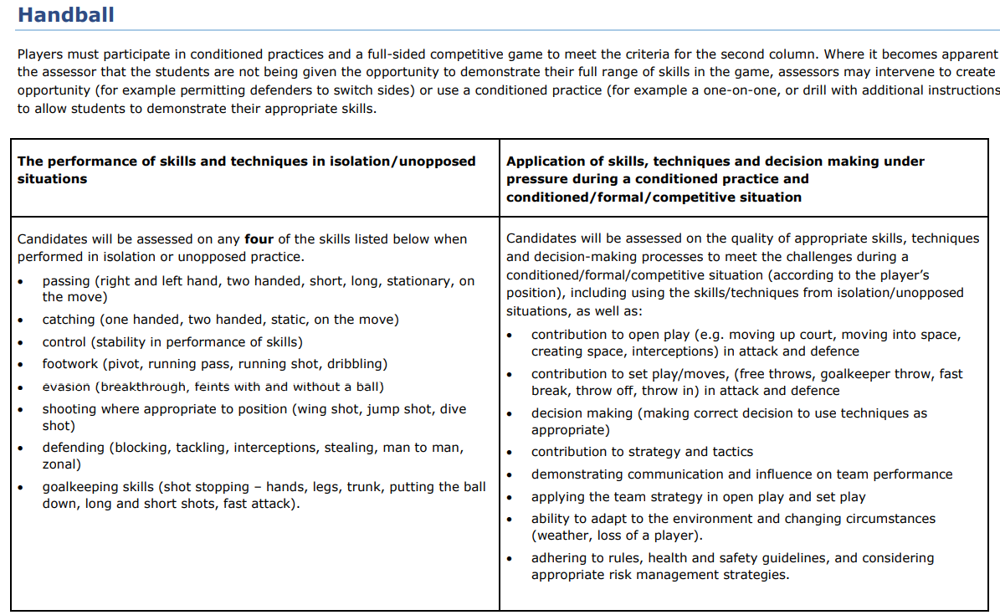 Handball
Players must participate in conditioned practices and a full-sided competitive game to meet the criteria for the second column. Where it becomes apparent
the assessor that the students are not being given the opportunity to demonstrate their full range of skills in the game, assessors may intervene to create
opportunity (for example permitting defenders to switch sides) or use a conditioned practice (for example a one-on-one, or drill with additional instructions
to allow students to demonstrate their appropriate skills.
The performance of skills and techniques in isolation/unopposed
situations
Candidates will be assessed on any four of the skills listed below when
performed in isolation or unopposed practice.
• passing (right and left hand, two handed, short, long, stationary, on
the move)
• catching (one handed, two handed, static, on the move)
• control (stability in performance of skills)
• footwork (pivot, running pass, running shot, dribbling)
• evasion (breakthrough, feints with and without a ball)
• shooting where appropriate to position (wing shot, jump shot, dive
shot)
• defending (blocking, tackling, interceptions, stealing, man to man,
zonal)
• goalkeeping skills (shot stopping – hands, legs, trunk, putting the ball
down, long and short shots, fast attack).
Application of skills, techniques and decision making under
pressure during a conditioned practice and
conditioned/formal/competitive situation
Candidates will be assessed on the quality of appropriate skills, techniques
and decision-making processes to meet the challenges during a
conditioned/formal/competitive situation (according to the player's
position), including using the skills/techniques from isolation/unopposed
situations, as well as:
• contribution to open play (e.g. moving up court, moving into space,
creating space, interceptions) in attack and defence
• contribution to set play/moves, (free throws, goalkeeper throw, fast
break, throw off, throw in) in attack and defence
• decision making (making correct decision to use techniques as
appropriate)
• contribution to strategy and tactics
• demonstrating communication and influence on team performance
• applying the team strategy in open play and set play
• ability to adapt to the environment and changing circumstances
(weather, loss of a player).
• adhering to rules, health and safety guidelines, and considering
appropriate risk management strategies.